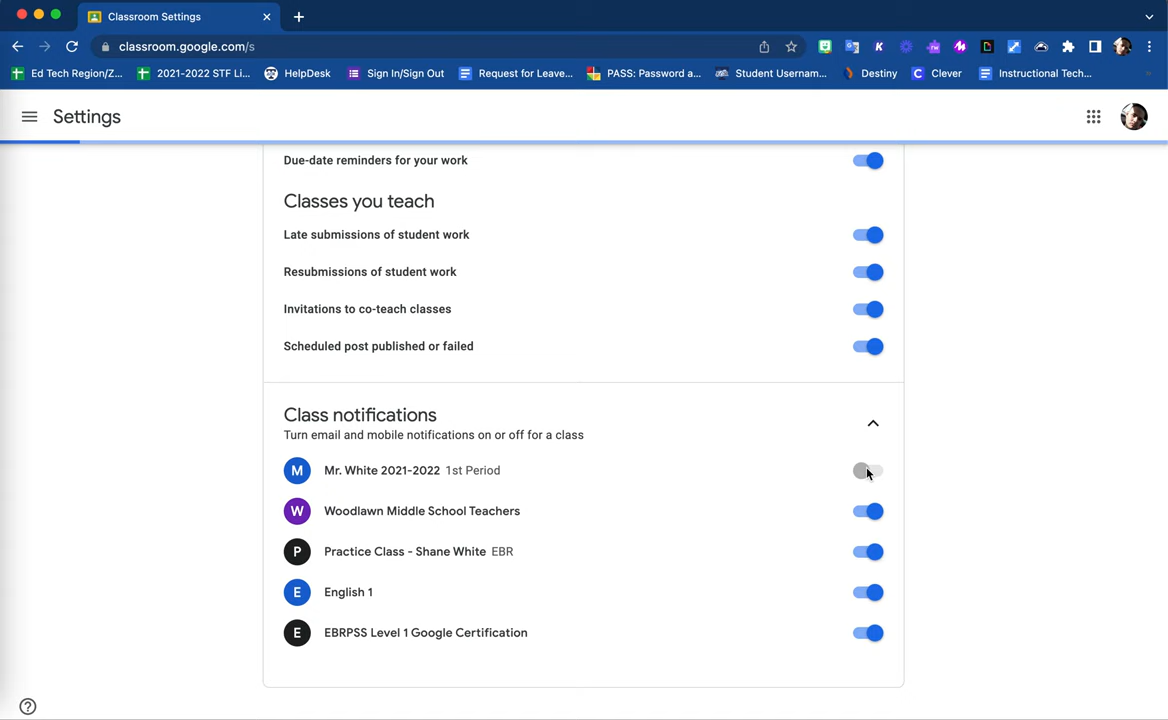 Classroom Settings
classroom.google.com/s
Ed Tech Region/Z... 2021-2022 STF Li... HelpDesk Sign In/Sign Out Request for Leave... PASS: Password a... Student Usernam... Destiny Clever Instructional Tech...
Settings
Due-date reminders for your work
Classes you teach
Late submissions of student work
Resubmissions of student work
Invitations to co-teach classes
Scheduled post published or failed
Class notifications
Turn email and mobile notifications on or off for a class
M Mr. White 2021-2022 1st Period
W Woodlawn Middle School Teachers
P Practice Class - Shane White EBR
E English 1
E EBRPSS Level 1 Google Certification